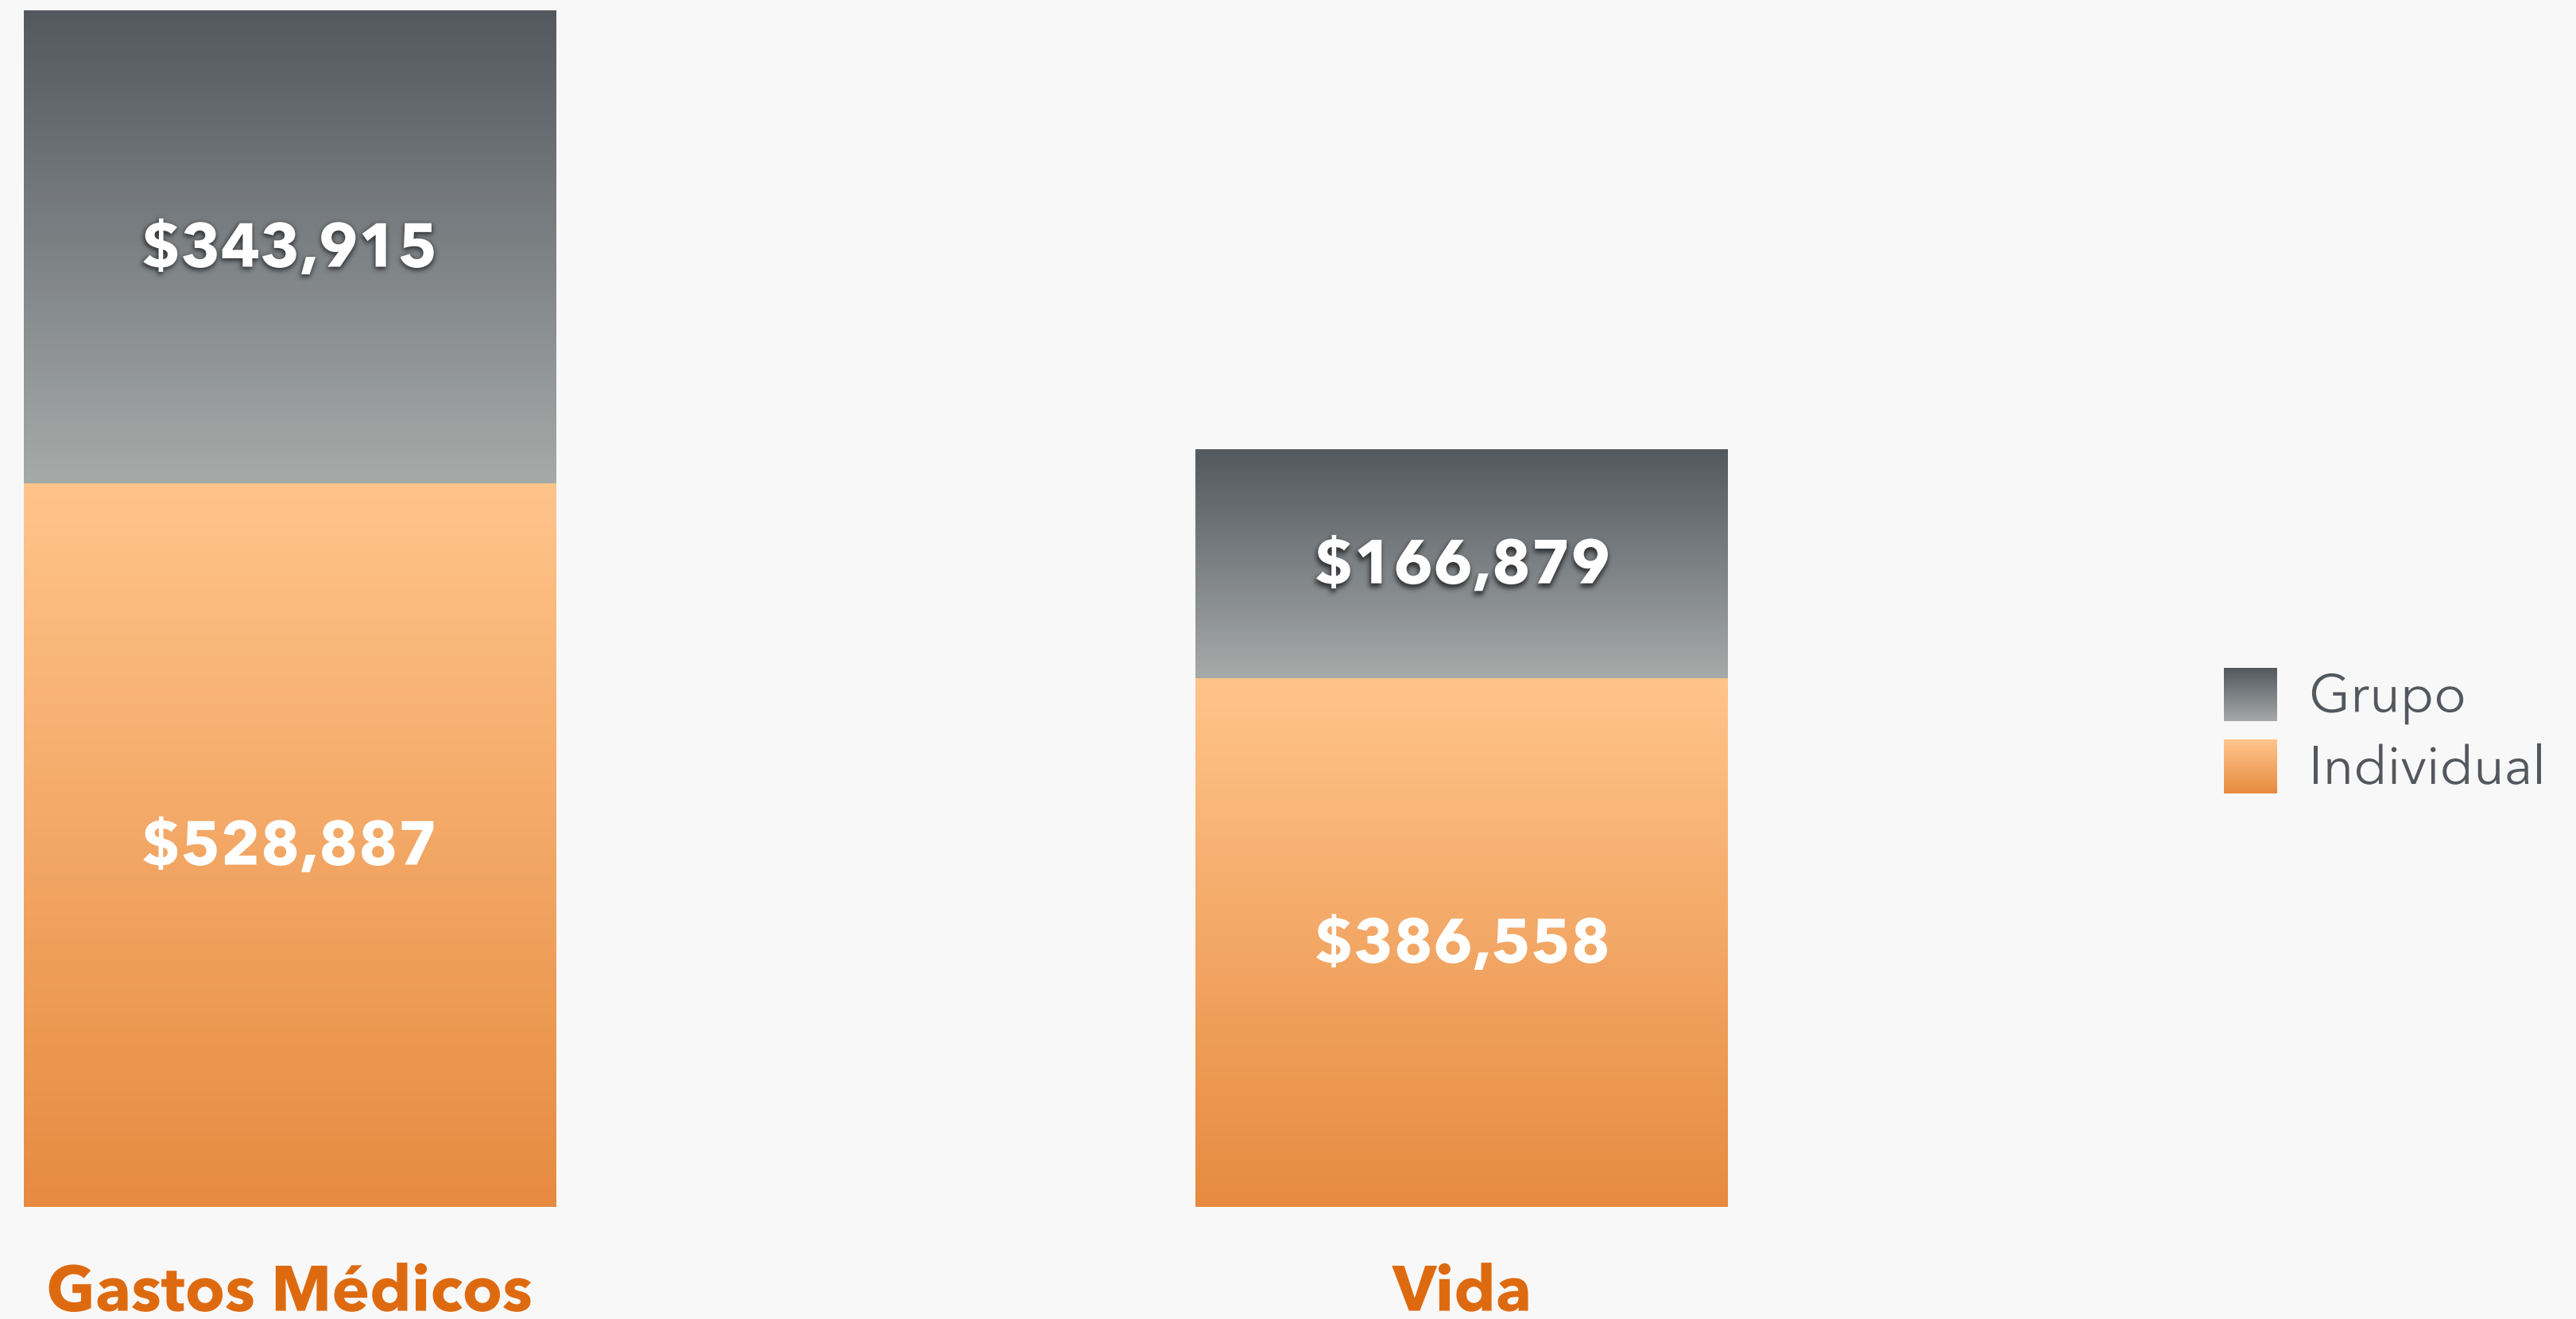 $343,915
$528,887
Gastos Médicos
$166,879
$386,558
Vida
Grupo
Individual